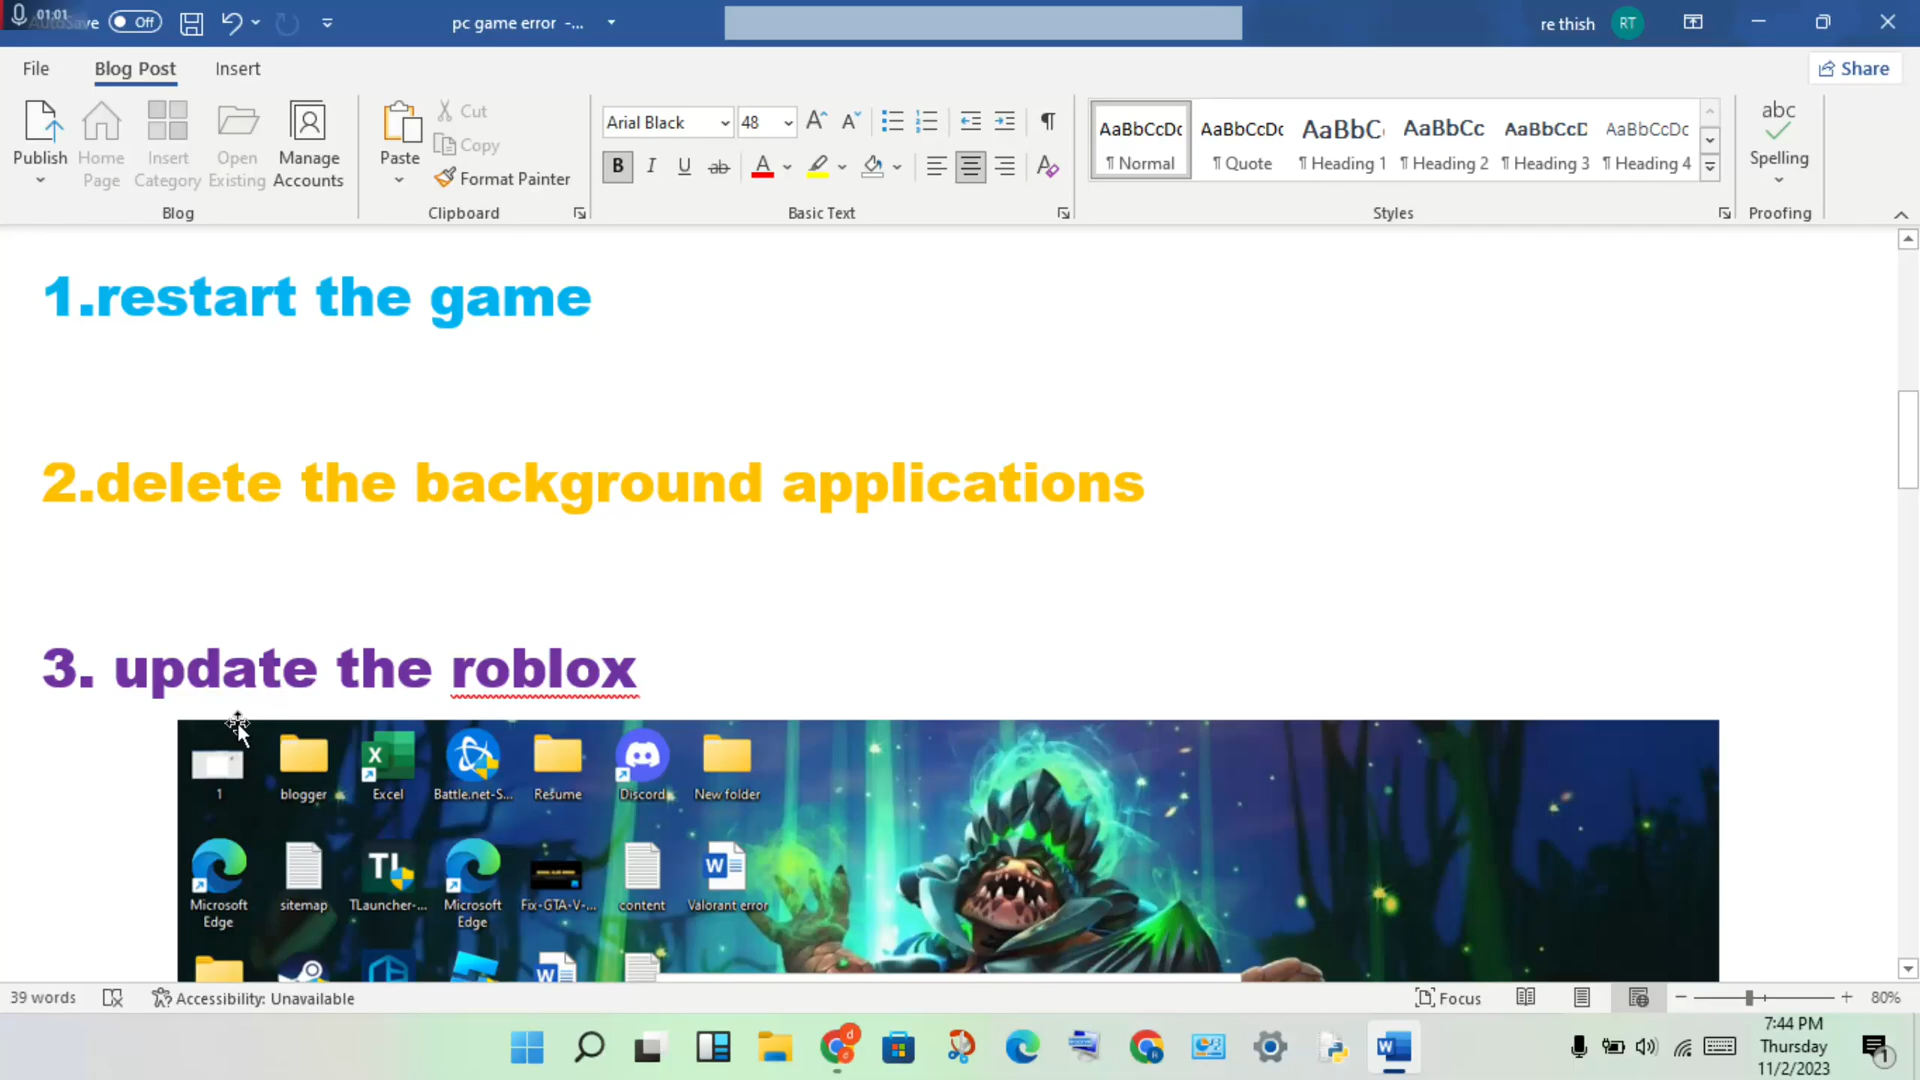 01:01
AutoSave
Off
pc game error -...
re thish
RT
File
Blog Post
Insert
Share
Publish
Home Page
Insert Category
Open Existing
Manage Accounts
Blog
Paste
Cut
Copy
Format Painter
Clipboard
Arial Black
48
Basic Text
AaBbCcDc
¶ Normal
AaBbCcDc
¶ Quote
AaBbC
¶ Heading 1
AaBbCc
¶ Heading 2
AaBbCcD
¶ Heading 3
AaBbCcDc
¶ Heading 4
Styles
abc
Spelling
Proofing
1.restart the game
2.delete the background applications
3. update the roblox
1
blogger
Excel
Battle.net-S...
Resume
Discord
New folder
Microsoft Edge
sitemap
TLauncher-...
Microsoft Edge
Fix-GTA-V-...
content
Valorant error
39 words
Accessibility: Unavailable
Focus
80%
7:44 PM
Thursday
11/2/2023
1